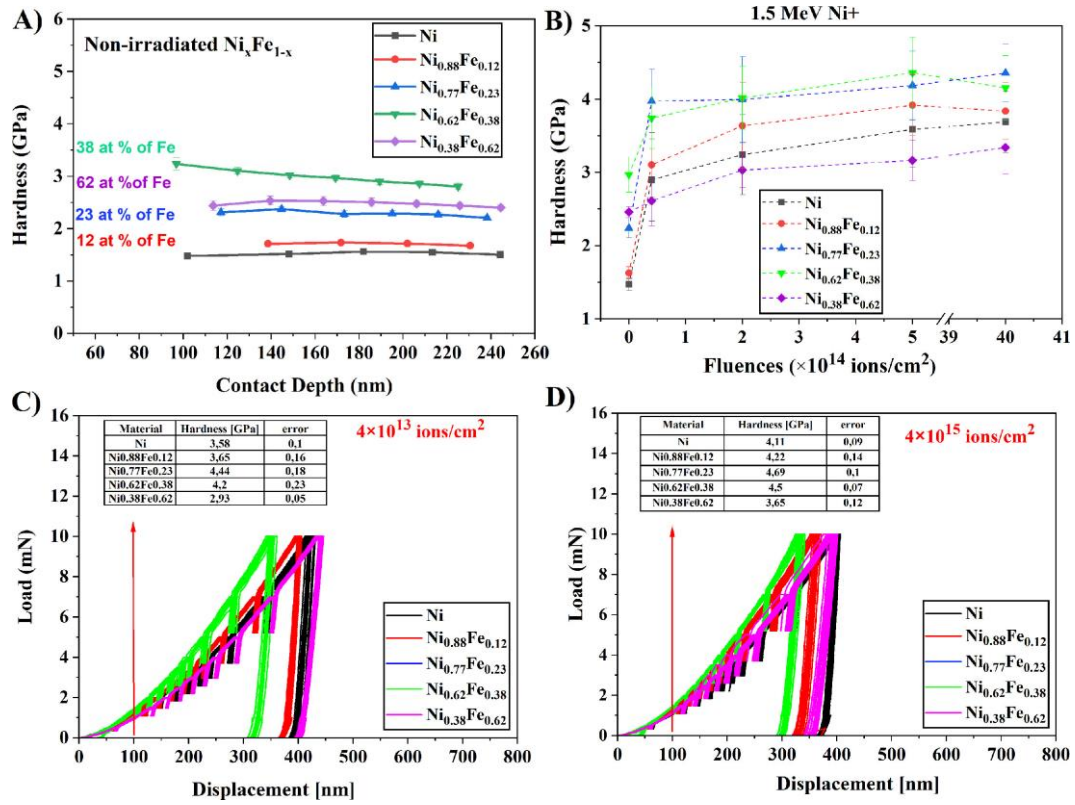 A)
Non-irradiated NixFe1-x
Ni
Ni0.88Fe0.12
Ni0.77Fe0.23
Ni0.62Fe0.38
Ni0.38Fe0.62
38 at % of Fe
62 at %of Fe
23 at % of Fe
12 at % of Fe
Hardness (GPa)
6
5
4
3
2
1
0
60 80 100 120 140 160 180 200 220 240 260
Contact Depth (nm)
B)
1.5 MeV Ni+
Hardness (GPa)
5
4
3
2
1
Ni
Ni0.88Fe0.12
Ni0.77Fe0.23
Ni0.62Fe0.38
Ni0.38Fe0.62
0 1 2 3 4 5 39 40 41
Fluences (×10^14 ions/cm^2)
C)
Material Hardness [GPa] error
Ni 3,58 0,1
Ni0.88Fe0.12 3,65 0,16
Ni0.77Fe0.23 4,44 0,18
Ni0.62Fe0.38 4,2 0,23
Ni0.38Fe0.62 2,93 0,05
4×10^13 ions/cm^2
Load (mN)
16
14
12
10
8
6
4
2
0
Ni
Ni0.88Fe0.12
Ni0.77Fe0.23
Ni0.62Fe0.38
Ni0.38Fe0.62
0 100 200 300 400 500 600 700 800
Displacement [nm]
D)
Material Hardness [GPa] error
Ni 4,11 0,09
Ni0.88Fe0.12 4,22 0,14
Ni0.77Fe0.23 4,69 0,1
Ni0.62Fe0.38 4,5 0,07
Ni0.38Fe0.62 3,65 0,12
4×10^15 ions/cm^2
Load (mN)
16
14
12
10
8
6
4
2
0
Ni
Ni0.88Fe0.12
Ni0.77Fe0.23
Ni0.62Fe0.38
Ni0.38Fe0.62
0 100 200 300 400 500 600 700 800
Displacement [nm]